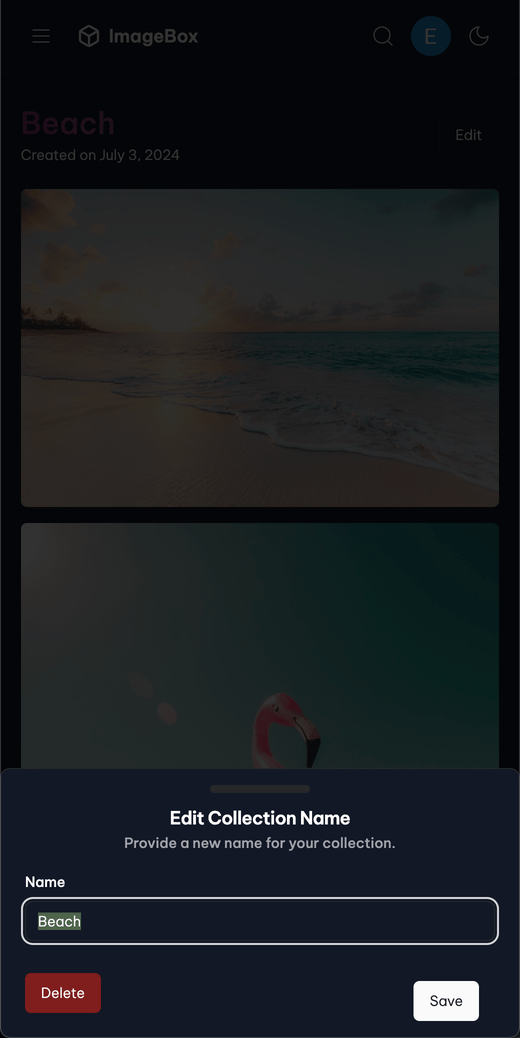 ImageBox
E
Beach
Created on July 3, 2024
Edit
Edit Collection Name
Provide a new name for your collection.
Name
Beach
Delete
Save